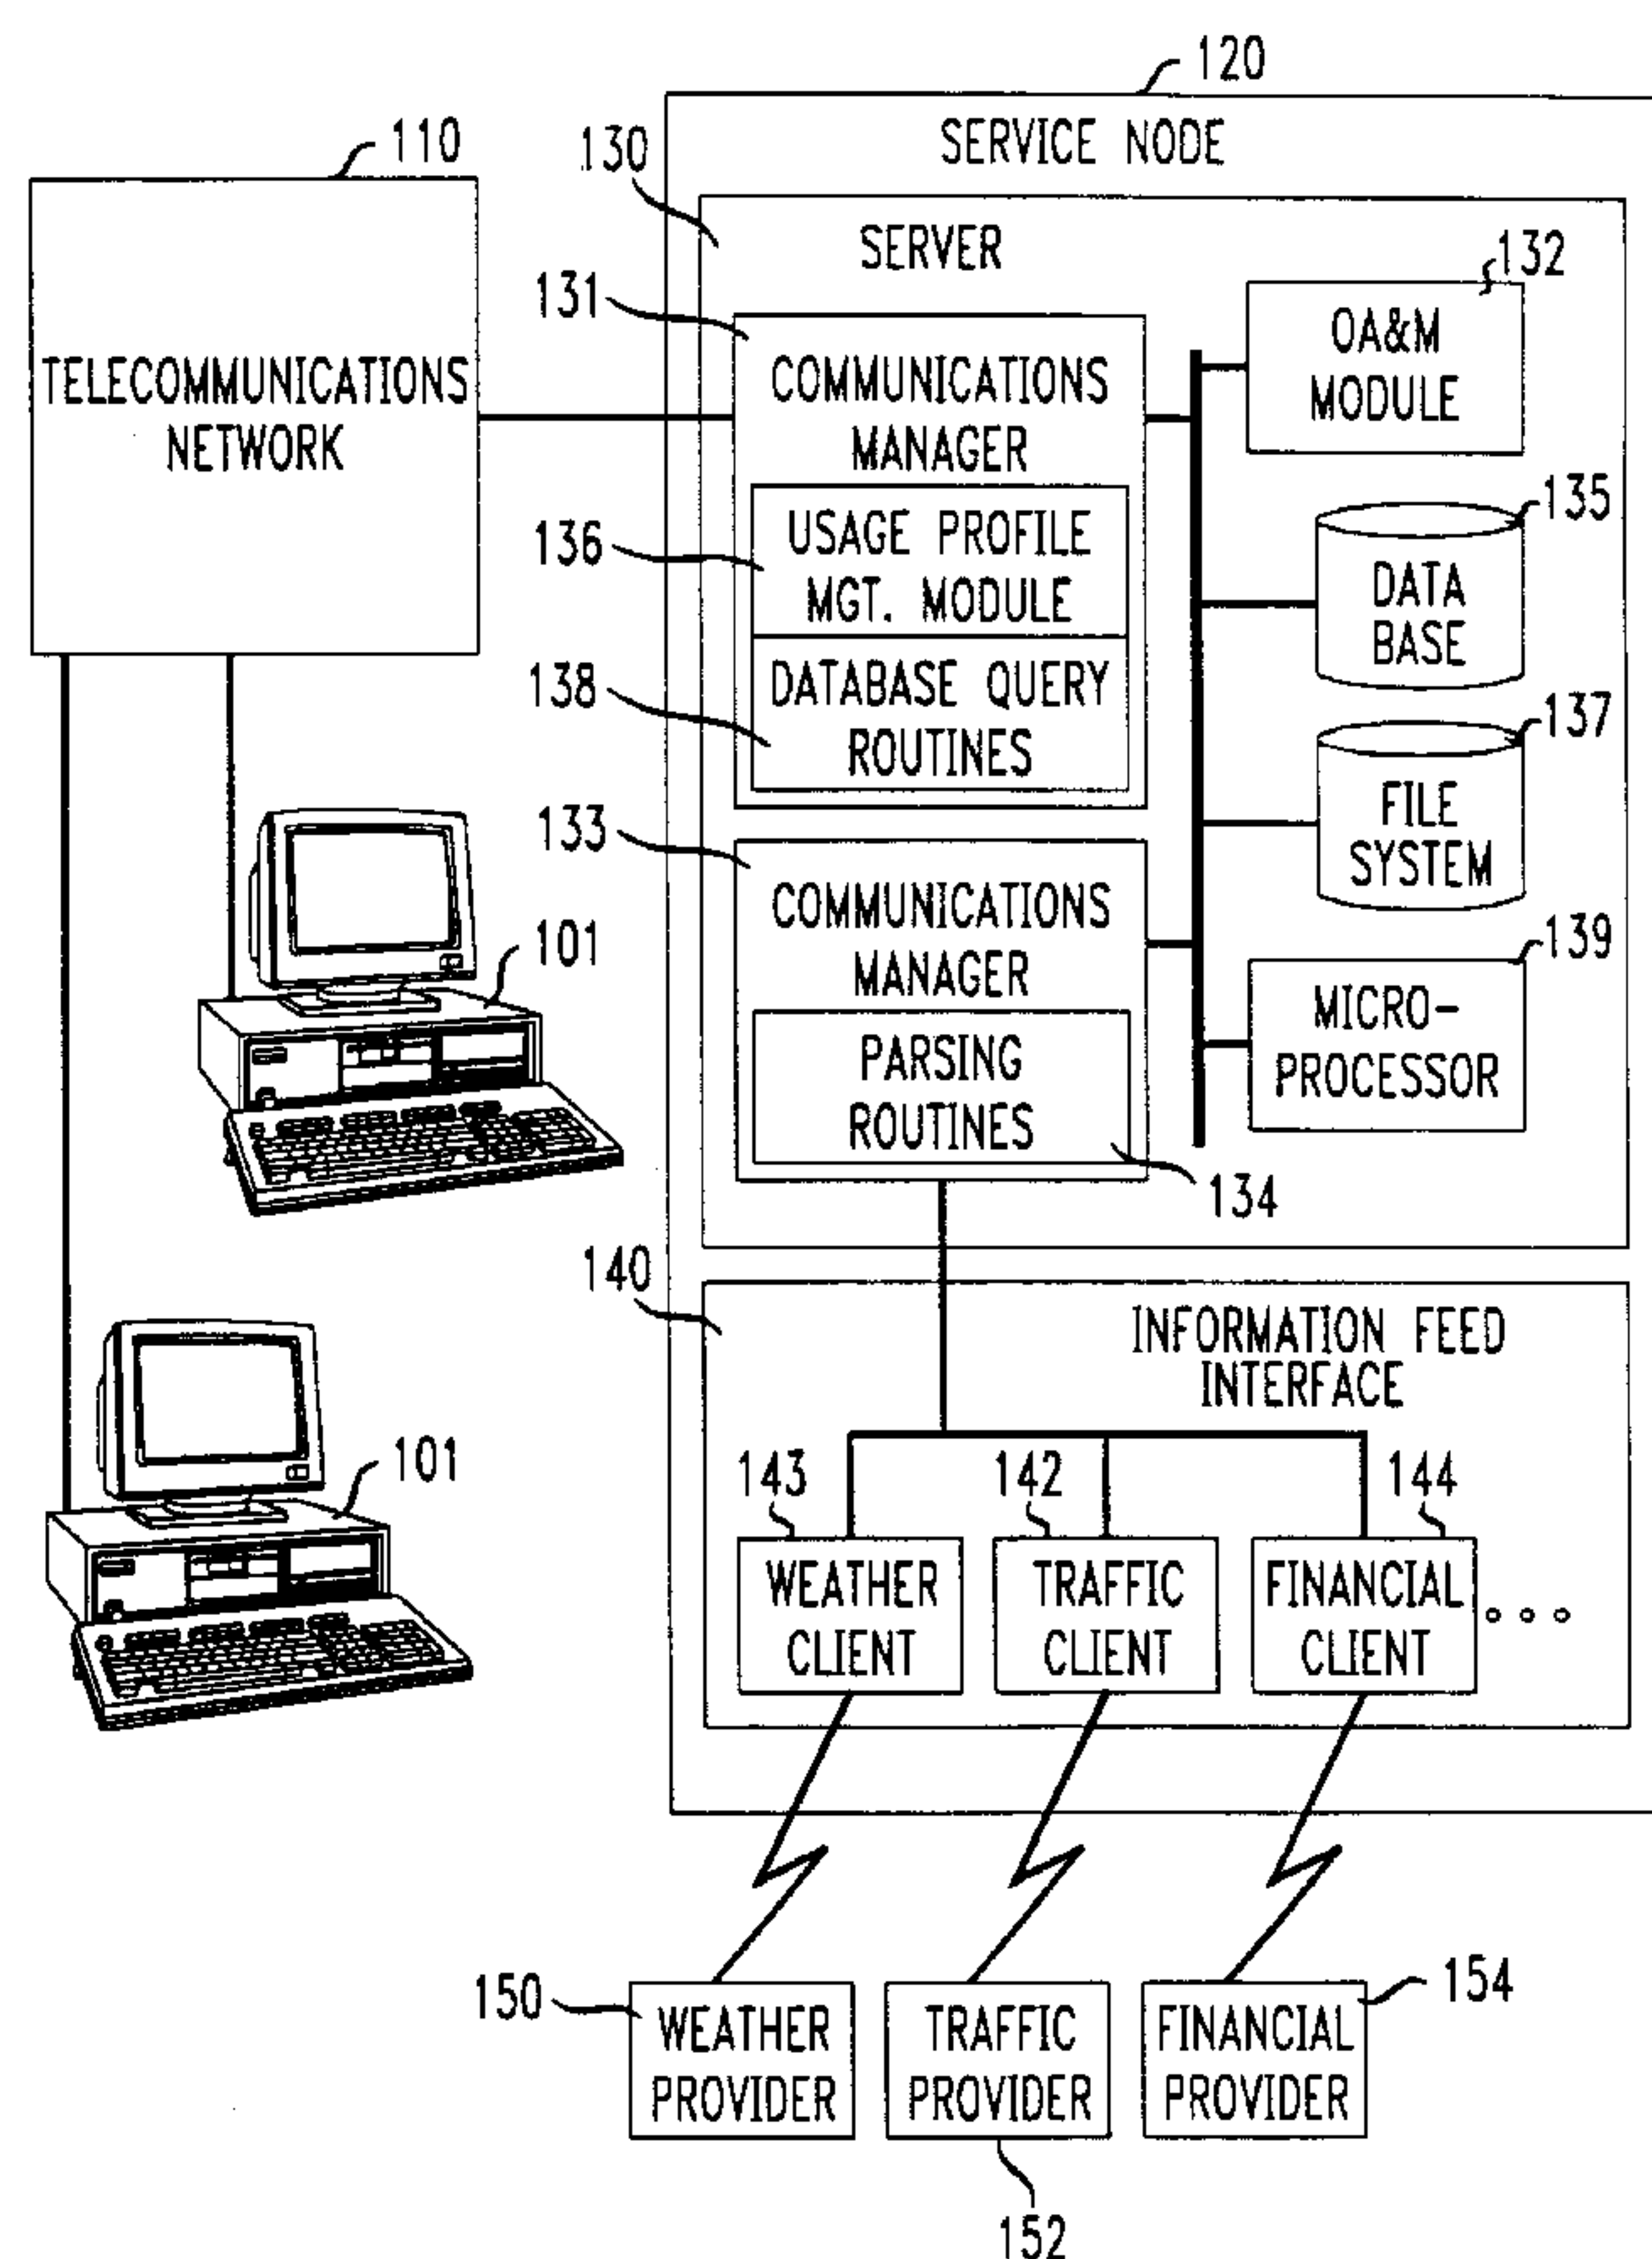 120
110
SERVICE NODE
130
SERVER
132
131
OA&M
MODULE
TELECOMMUNICATIONS
NETWORK
COMMUNICATIONS
MANAGER
135
136
USAGE PROFILE
MGT. MODULE
DATA
BASE
138
DATABASE QUERY
ROUTINES
137
FILE
SYSTEM
133
COMMUNICATIONS
MANAGER
101
139
MICRO-
PROCESSOR
PARSING
ROUTINES
134
140
INFORMATION FEED
INTERFACE
101
143
142
144
WEATHER
CLIENT
TRAFFIC
CLIENT
FINANCIAL
CLIENT
150
154
WEATHER
PROVIDER
TRAFFIC
PROVIDER
FINANCIAL
PROVIDER
152